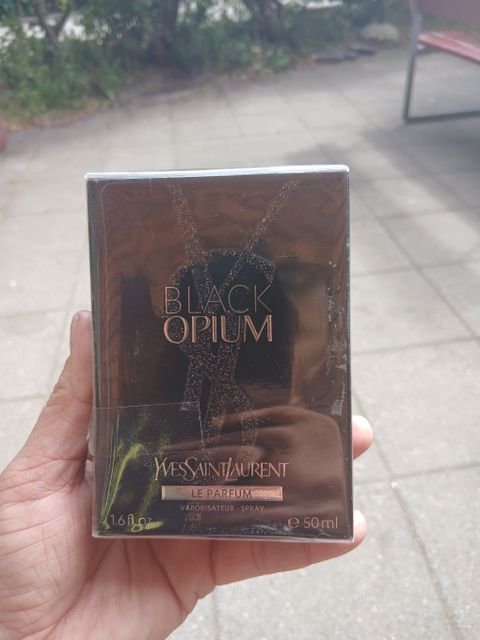 BLACK
OPIUM
YVESSAINTLAURENT
LE PARFUM
VAPORISATEUR - SPRAY
1.6 fl oz ℮ 50 ml